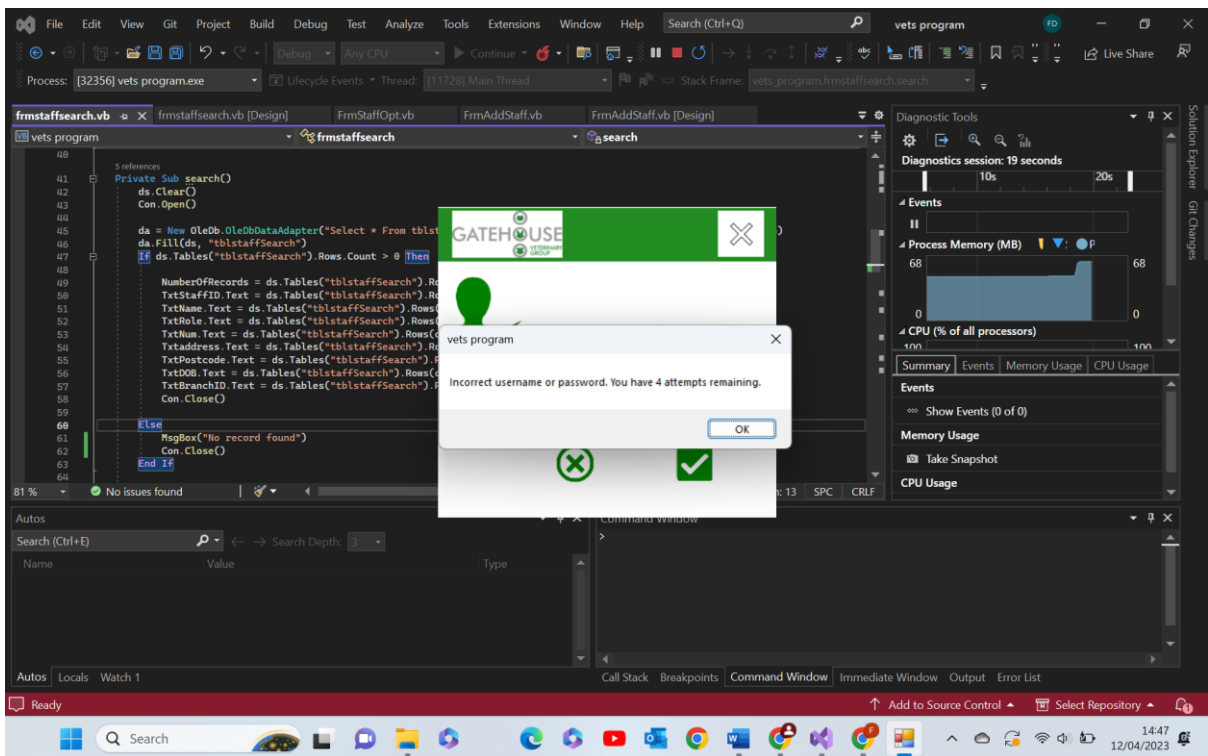 File Edit View Git Project Build Debug Test Analyze Tools Extensions Window Help Search (Ctrl+Q) vets program FD
Debug Any CPU Continue Live Share
Process: [32356] vets program.exe Lifecycle Events Thread: [11728] Main Thread Stack Frame: vets_program.frmstaffsearch.search
frmstaffsearch.vb frmstaffsearch.vb [Design] FrmStaffOpt.vb FrmAddStaff.vb FrmAddStaff.vb [Design]
vets program frmstaffsearch search
40
5 references
41 Private Sub search()
42 ds.Clear()
43 Con.Open()
44
45 da = New OleDb.OleDbDataAdapter("Select * From tblst
46 da.Fill(ds, "tblstaffSearch")
47 If ds.Tables("tblstaffSearch").Rows.Count > 0 Then
48
49 NumberOfRecords = ds.Tables("tblstaffSearch").Ro
50 TxtStaffID.Text = ds.Tables("tblstaffSearch").Ro
51 TxtName.Text = ds.Tables("tblstaffSearch").Rows(
52 TxtRole.Text = ds.Tables("tblstaffSearch").Rows(
53 TxtNum.Text = ds.Tables("tblstaffSearch").Rows(c
54 Txtaddress.Text = ds.Tables("tblstaffSearch").Ro
55 TxtPostcode.Text = ds.Tables("tblstaffSearch").R
56 TxtDOB.Text = ds.Tables("tblstaffSearch").Rows(c
57 TxtBranchID.Text = ds.Tables("tblstaffSearch").R
58 Con.Close()
59
60 Else
61 MsgBox("No record found")
62 Con.Close()
63 End If
64
81 % No issues found : 13 SPC CRLF
GATEHOUSE
VETERINARY
GROUP
vets program
Incorrect username or password. You have 4 attempts remaining.
OK
Diagnostic Tools
Diagnostics session: 19 seconds
10s 20s
Events
Process Memory (MB) P
68 68
0 0
CPU (% of all processors)
100 100
Summary Events Memory Usage CPU Usage
Events
Show Events (0 of 0)
Memory Usage
Take Snapshot
CPU Usage
Solution Explorer
Git Changes
Autos
Search (Ctrl+E) Search Depth: 3
Name Value Type
Command Window
>
Autos Locals Watch 1
Call Stack Breakpoints Command Window Immediate Window Output Error List
Ready Add to Source Control Select Repository
Search
14:47
12/04/2023